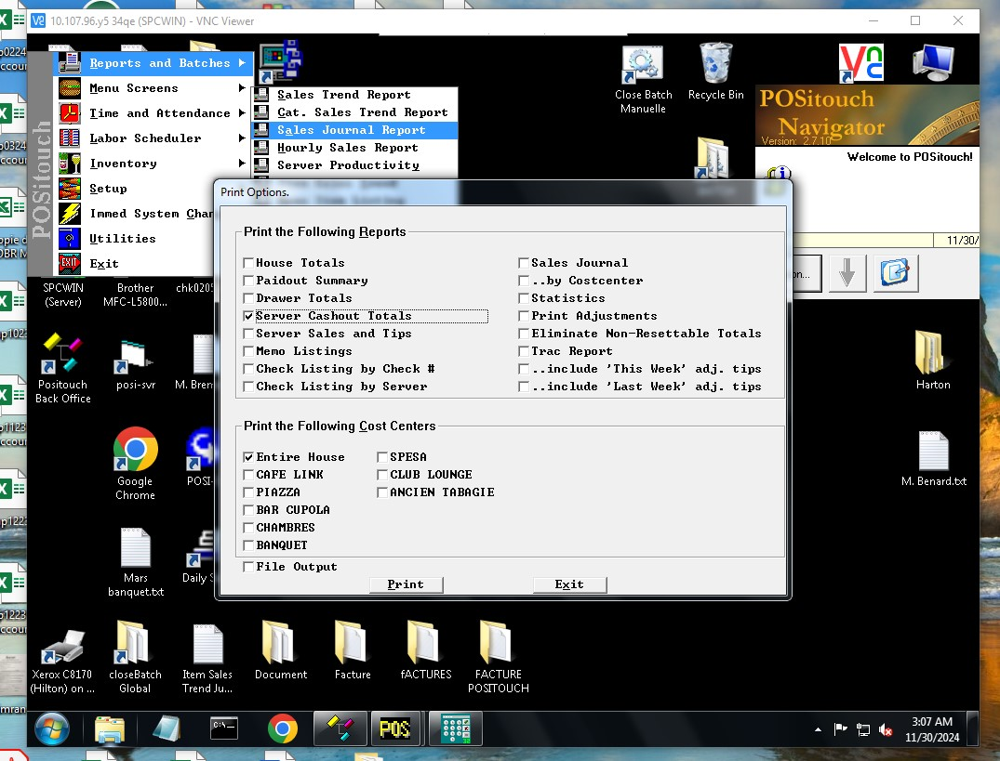 10.107.96.y5 34qe (SPCWIN) - VNC Viewer
Reports and Batches
Menu Screens
Time and Attendance
Labor Scheduler
Inventory
Setup
Immed System Chan
Utilities
Exit
EXIT
POSitouch
Sales Trend Report
Cat. Sales Trend Report
Sales Journal Report
Hourly Sales Report
Server Productivity
Close Batch
Manuelle
Recycle Bin
POSitouch
Navigator
Version: 2.7.10
Welcome to POSitouch!
11/30/
on...
Print Options.
Print the Following Reports
House Totals
Paidout Summary
Drawer Totals
Server Cashout Totals
Server Sales and Tips
Memo Listings
Check Listing by Check #
Check Listing by Server
Sales Journal
..by Costcenter
Statistics
Print Adjustments
Eliminate Non-Resettable Totals
Trac Report
..include 'This Week' adj. tips
..include 'Last Week' adj. tips
Print the Following Cost Centers
Entire House
CAFE LINK
PIAZZA
BAR CUPOLA
CHAMBRES
BANQUET
SPESA
CLUB LOUNGE
ANCIEN TABAGIE
File Output
Print
Exit
SPCWIN
(Server)
Brother
MFC-L5800...
chk0205
Positouch
Back Office
posi-svr
M. Bren
Google
Chrome
POSI-
Mars
banquet.txt
Daily S
Harton
M. Benard.txt
Xerox C8170
(Hilton) on ...
closeBatch
Global
Item Sales
Trend Ju...
Document
Facture
fACTURES
FACTURE
POSITOUCH
POS
3:07 AM
11/30/2024